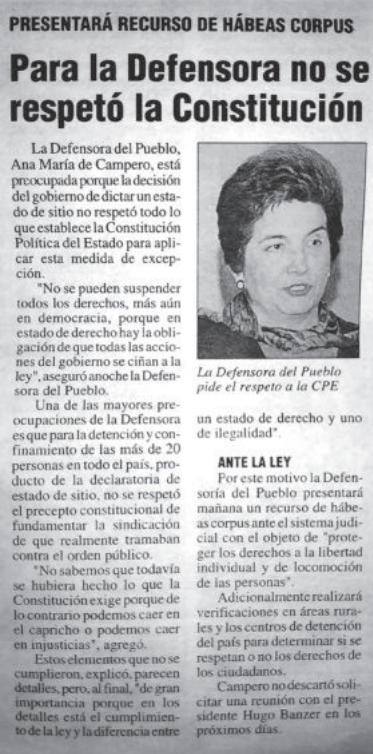 PRESENTARÁ RECURSO DE HÁBEAS CORPUS
Para la Defensora no se
respetó la Constitución
La Defensora del Pueblo,
Ana María de Campero, está
preocupada porque la decisión
del gobierno de dictar un esta-
do de sitio no respetó todo lo
que establece la Constitución
Política del Estado para apli-
car esta medida de excep-
ción.
"No se pueden suspender
todos los derechos, más aún
en democracia, porque en
estado de derecho hay la obli-
gación de que todas las accio-
nes del gobierno se ciñan a la
ley", aseguró anoche la Defen-
sora del Pueblo.
Una de las mayores pre-
ocupaciones de la Defensora
es que para la detención y con-
finamiento de las más de 20
personas en todo el país, pro-
ducto de la declaratoria de
estado de sitio, no se respetó
el precepto constitucional de
fundamentar la sindicación
de que realmente tramaban
contra el orden público.
"No sabemos que todavía
se hubiera hecho lo que la
Constitución exige porque de
lo contrario podemos caer en
el capricho o podemos caer
en injusticias", agregó.
Estos elementos que no se
cumplieron, explicó, parecen
detalles, pero, al final, "de gran
importancia porque en los
detalles está el cumplimien-
to de la ley y la diferencia entre
La Defensora del Pueblo
pide el respeto a la CPE
un estado de derecho y uno
de ilegalidad".
ANTE LA LEY
Por este motivo la Defen-
soría del Pueblo presentará
mañana un recurso de hábe-
as corpus ante el sistema judi-
cial con el objeto de "prote-
ger los derechos a la libertad
individual y de locomoción
de las personas".
Adicionalmente realizará
verificaciones en áreas rura-
les y los centros de detención
del país para determinar si se
respetan o no los derechos de
los ciudadanos.
Campero no descartó soli-
citar una reunión con el pre-
sidente Hugo Banzer en los
próximos días.